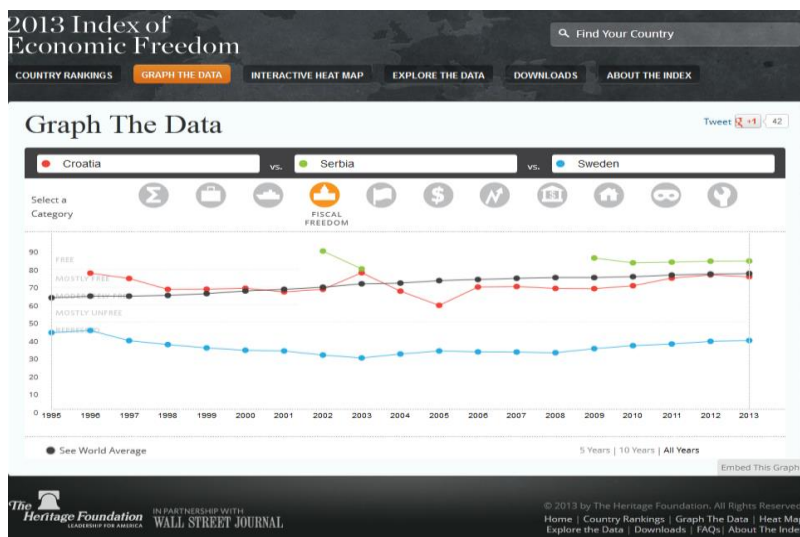 2013 Index of
Economic Freedom
Find Your Country
COUNTRY RANKINGS GRAPH THE DATA INTERACTIVE HEAT MAP EXPLORE THE DATA DOWNLOADS ABOUT THE INDEX
Graph The Data
Tweet +1 42
Croatia vs. Serbia vs. Sweden
Select a
Category
FISCAL
FREEDOM
90
FREE
80
MOSTLY FREE
70
MODERATELY FREE
60
MOSTLY UNFREE
50
REPRESSED
40
30
20
10
0
1995 1996 1997 1998 1999 2000 2001 2002 2003 2004 2005 2006 2007 2008 2009 2010 2011 2012 2013
See World Average
5 Years | 10 Years | All Years
Embed This Graph
The
Heritage Foundation
LEADERSHIP FOR AMERICA
IN PARTNERSHIP WITH
WALL STREET JOURNAL
© 2013 by The Heritage Foundation. All Rights Reserved
Home | Country Rankings | Graph The Data | Heat Map
Explore the Data | Downloads | FAQs | About The Inde